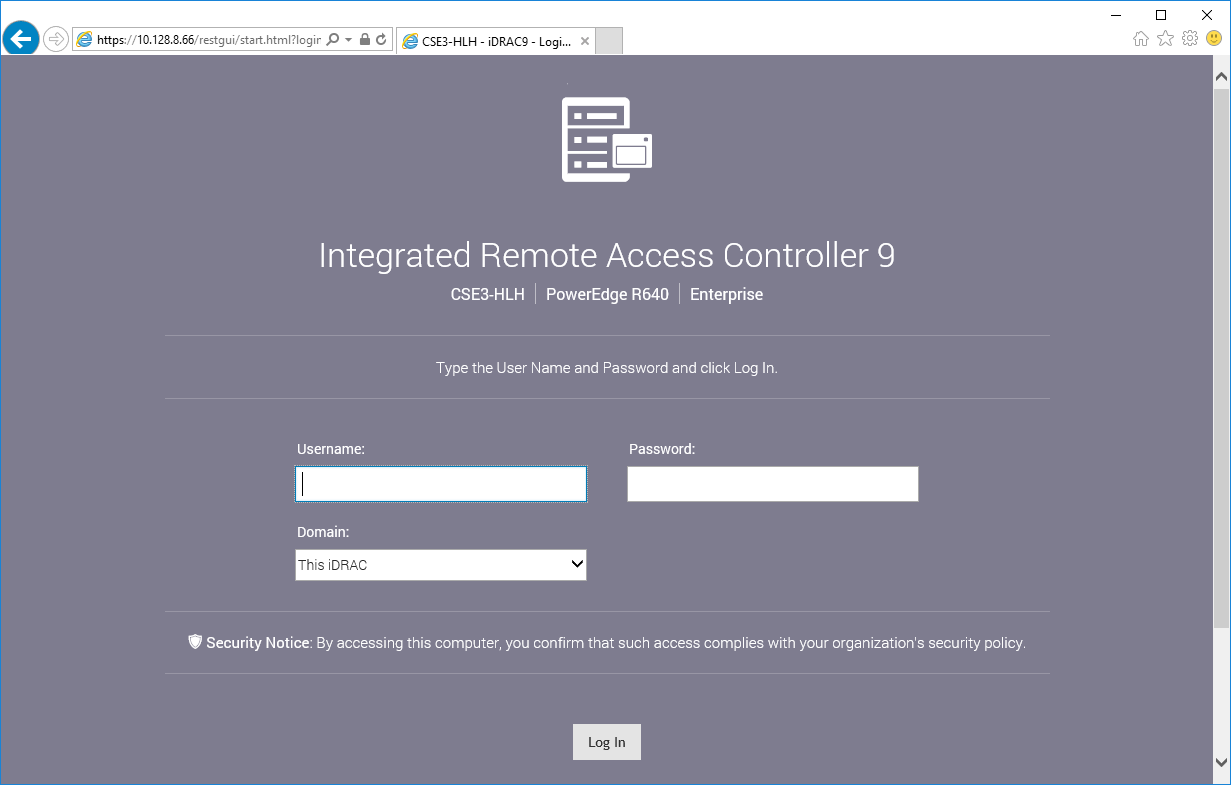 https://10.128.8.66/restgui/start.html?login
CSE3-HLH - iDRAC9 - Logi...
Integrated Remote Access Controller 9
CSE3-HLH | PowerEdge R640 | Enterprise
Type the User Name and Password and click Log In.
Username: Password:
Domain:
This iDRAC
Security Notice: By accessing this computer, you confirm that such access complies with your organization's security policy.
Log In